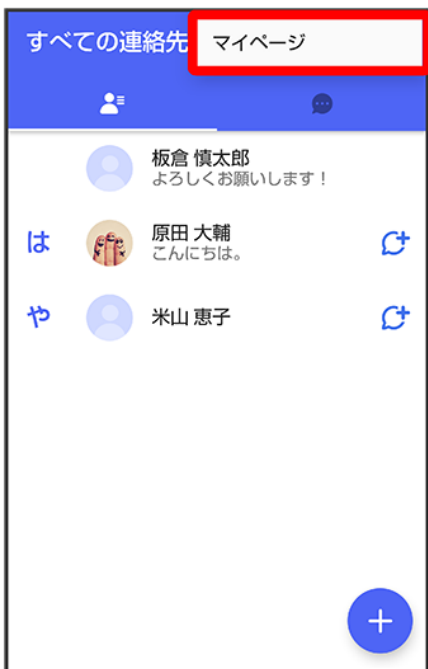 すべての連絡先
マイページ
板倉 慎太郎
よろしくお願いします！
は
原田 大輔
こんにちは。
や
米山 恵子